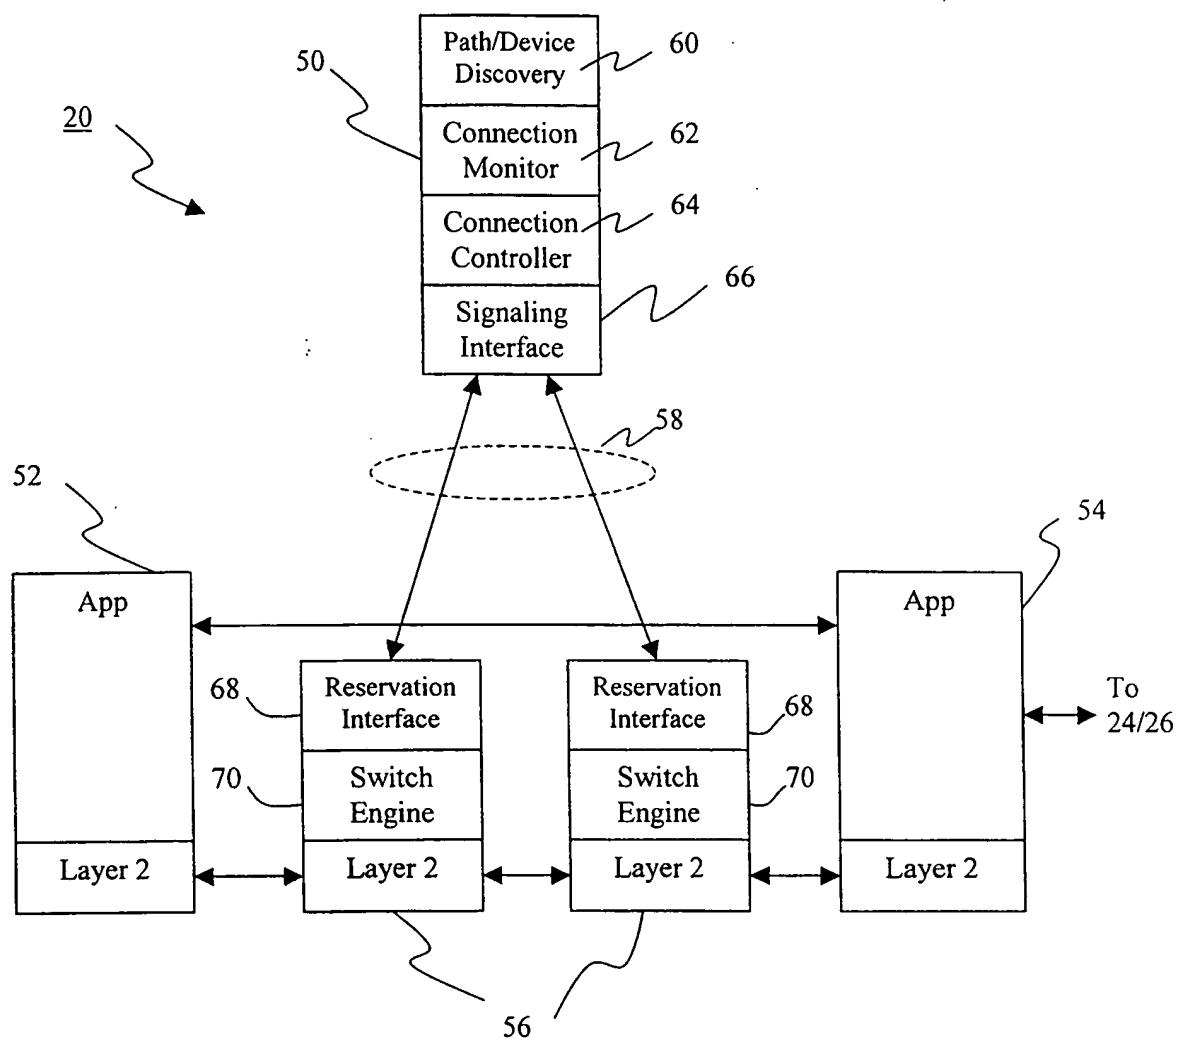 Path/Device
Discovery
60
50
20
Connection
Monitor
62
Connection
Controller
64
Signaling
Interface
66
58
52
54
App
App
Reservation
Interface
68
Reservation
Interface
68
To
24/26
Switch
Engine
70
Switch
Engine
70
Layer 2
Layer 2
Layer 2
Layer 2
56